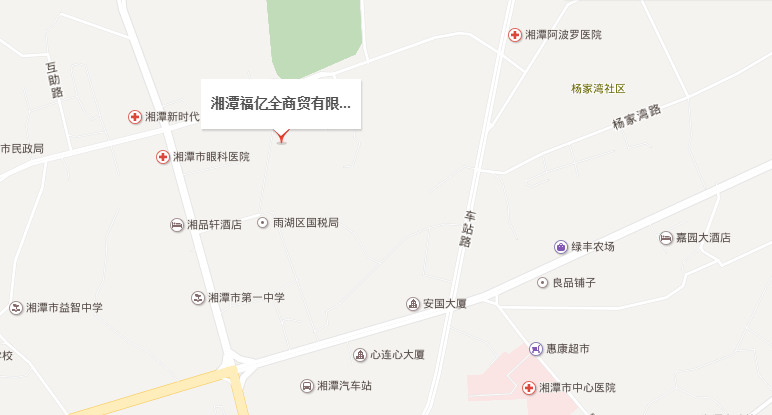 湘潭阿波罗医院
互助路
杨家湾社区
湘潭福亿全商贸有限...
湘潭新时代
杨家湾路
市民政局
湘潭市眼科医院
湘品轩酒店
雨湖区国税局
车站路
嘉园大酒店
绿丰农场
良品铺子
湘潭市第一中学
湘潭市益智中学
安国大厦
惠康超市
学校
心连心大厦
湘潭汽车站
湘潭市中心医院